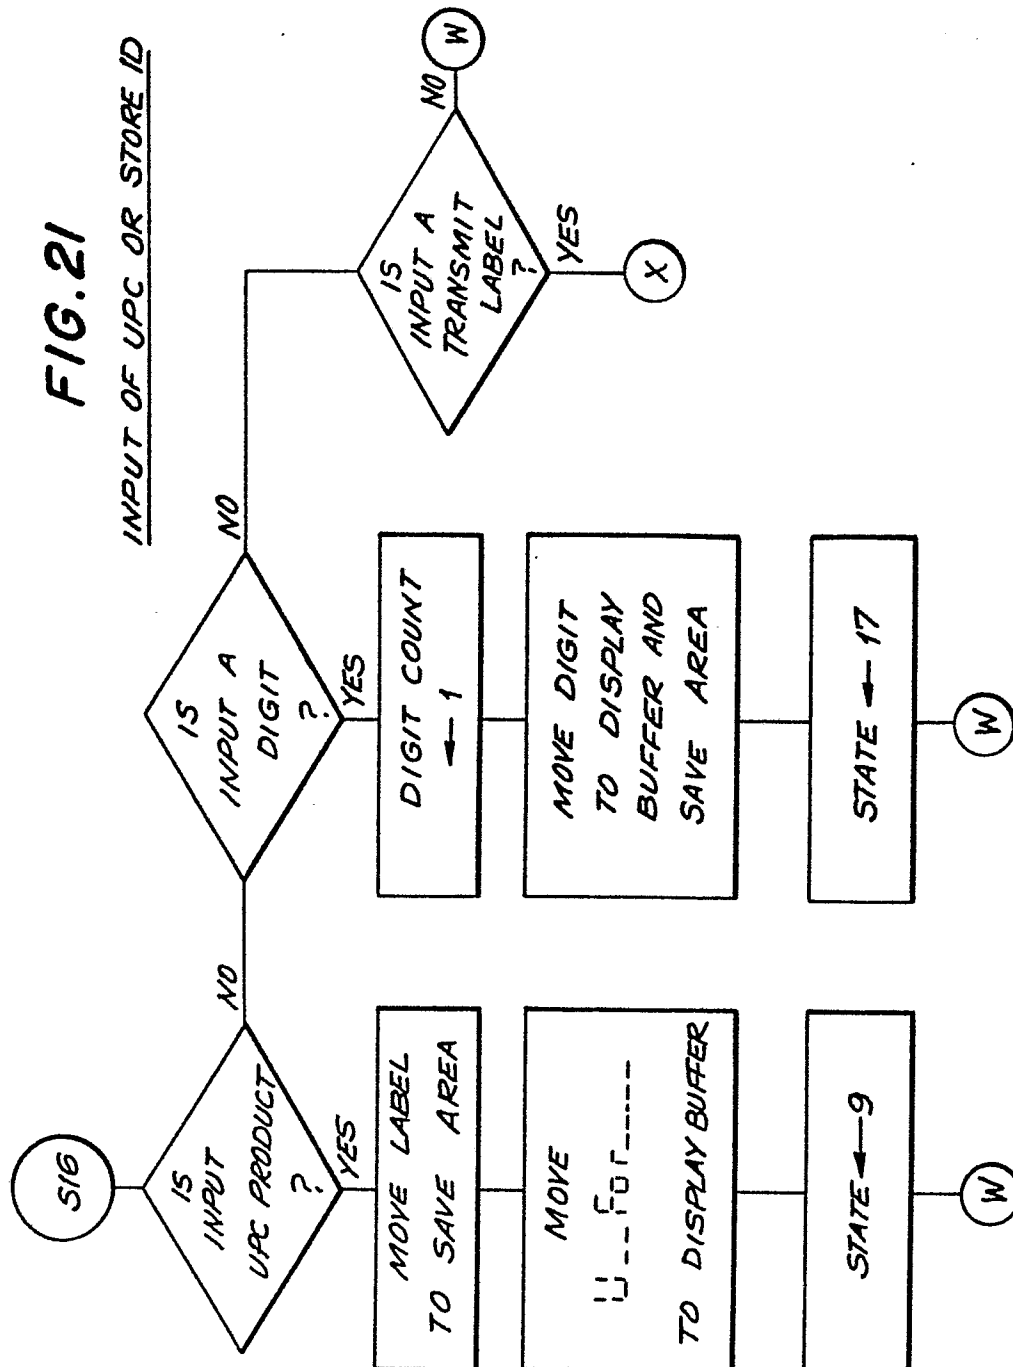 FIG. 21
INPUT OF UPC OR STORE ID
S16
IS
INPUT
UPC PRODUCT
?
NO
YES
MOVE LABEL
TO SAVE AREA
MOVE
U__For_____
TO DISPLAY BUFFER
STATE ← 9
W
IS
INPUT A
DIGIT
?
NO
YES
DIGIT COUNT
← 1
MOVE DIGIT
TO DISPLAY
BUFFER AND
SAVE AREA
STATE ← 17
W
IS
INPUT A
TRANSMIT
LABEL
?
NO
W
YES
X